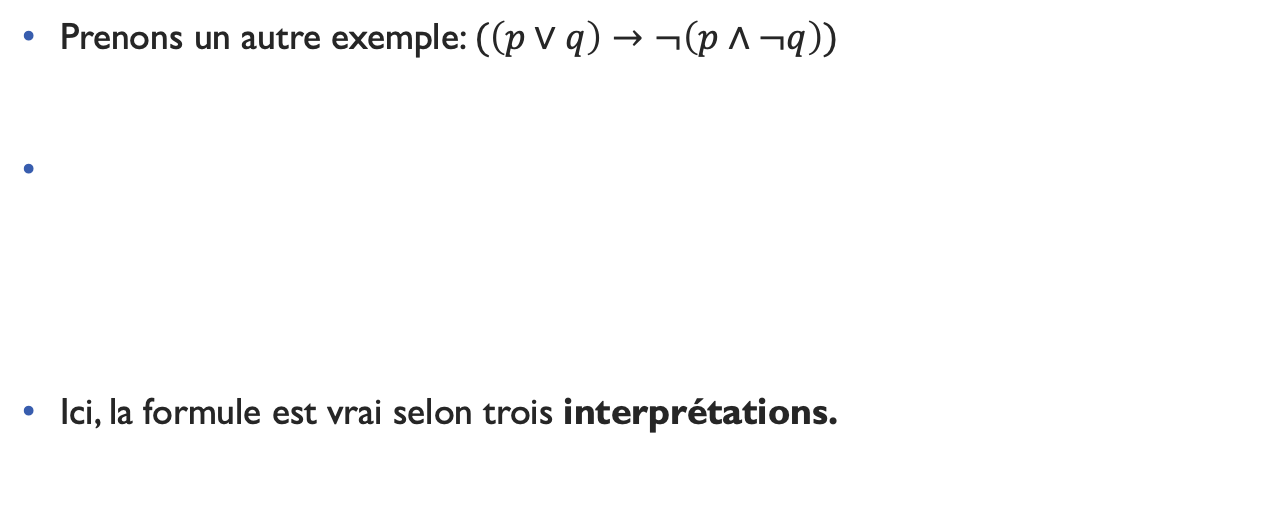 • Prenons un autre exemple: ((p ∨ q) → ¬(p ∧ ¬q))
•
• Ici, la formule est vrai selon trois interprétations.